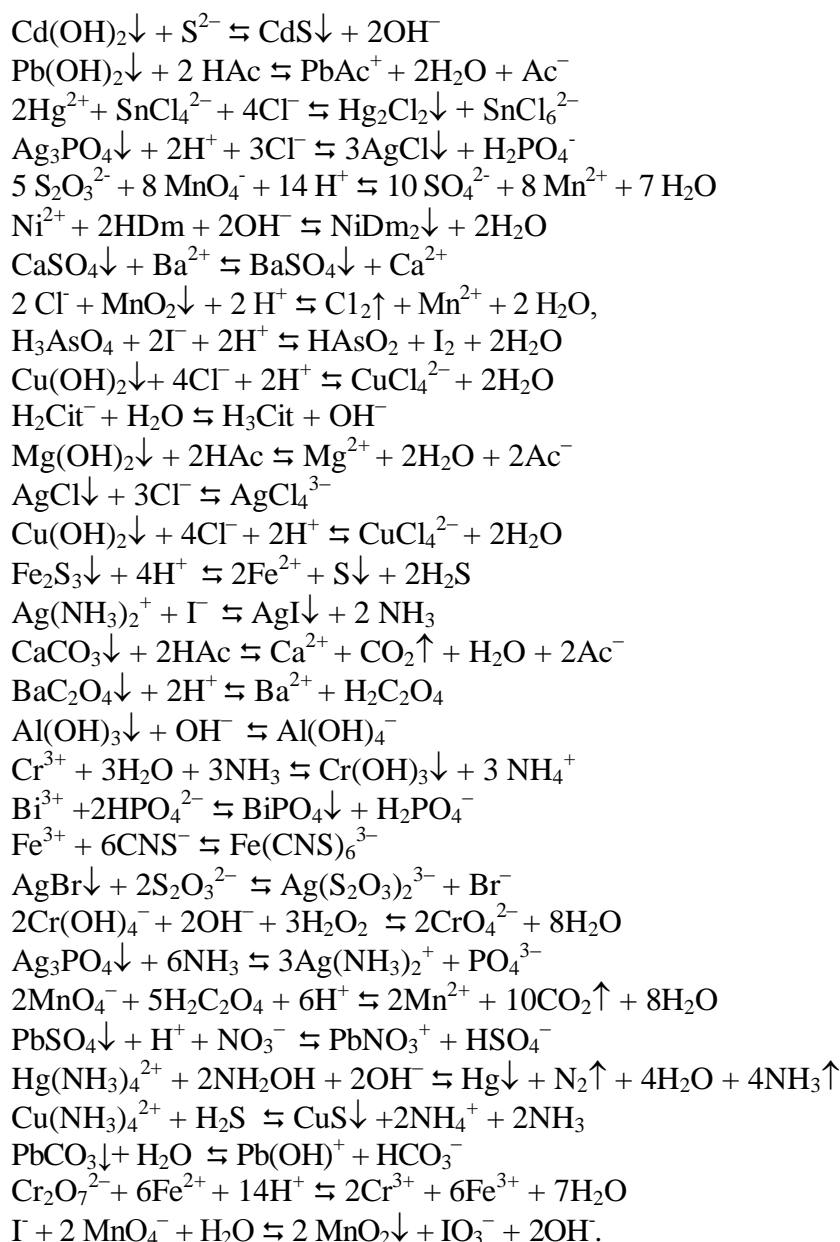 Cd(OH)₂↓ + S²⁻ ⇆ CdS↓ + 2OH⁻
Pb(OH)₂↓ + 2 HAc ⇆ PbAc⁺ + 2H₂O + Ac⁻
2Hg²⁺+ SnCl₄²⁻ + 4Cl⁻ ⇆ Hg₂Cl₂↓ + SnCl₆²⁻
Ag₃PO₄↓ + 2H⁺ + 3Cl⁻ ⇆ 3AgCl↓ + H₂PO₄⁻
5 S₂O₃²⁻ + 8 MnO₄⁻ + 14 H⁺ ⇆ 10 SO₄²⁻ + 8 Mn²⁺ + 7 H₂O
Ni²⁺ + 2HDm + 2OH⁻ ⇆ NiDm₂↓ + 2H₂O
CaSO₄↓ + Ba²⁺ ⇆ BaSO₄↓ + Ca²⁺
2 Cl⁻ + MnO₂↓ + 2 H⁺ ⇆ C1₂↑ + Mn²⁺ + 2 H₂O,
H₃AsO₄ + 2I⁻ + 2H⁺ ⇆ HAsO₂ + I₂ + 2H₂O
Cu(OH)₂↓+ 4Cl⁻ + 2H⁺ ⇆ CuCl₄²⁻ + 2H₂O
H₂Cit⁻ + H₂O ⇆ H₃Cit + OH⁻
Mg(OH)₂↓ + 2HAc ⇆ Mg²⁺ + 2H₂O + 2Ac⁻
AgCl↓ + 3Cl⁻ ⇆ AgCl₄³⁻
Cu(OH)₂↓ + 4Cl⁻ + 2H⁺ ⇆ CuCl₄²⁻ + 2H₂O
Fe₂S₃↓ + 4H⁺ ⇆ 2Fe²⁺ + S↓ + 2H₂S
Ag(NH₃)₂⁺ + I⁻ ⇆ AgI↓ + 2 NH₃
CaCO₃↓ + 2HAc ⇆ Ca²⁺ + CO₂↑ + H₂O + 2Ac⁻
BaC₂O₄↓ + 2H⁺ ⇆ Ba²⁺ + H₂C₂O₄
Al(OH)₃↓ + OH⁻ ⇆ Al(OH)₄⁻
Cr³⁺ + 3H₂O + 3NH₃ ⇆ Cr(OH)₃↓ + 3 NH₄⁺
Bi³⁺ +2HPO₄²⁻ ⇆ BiPO₄↓ + H₂PO₄⁻
Fe³⁺ + 6CNS⁻ ⇆ Fe(CNS)₆³⁻
AgBr↓ + 2S₂O₃²⁻ ⇆ Ag(S₂O₃)₂³⁻ + Br⁻
2Cr(OH)₄⁻ + 2OH⁻ + 3H₂O₂ ⇆ 2CrO₄²⁻ + 8H₂O
Ag₃PO₄↓ + 6NH₃ ⇆ 3Ag(NH₃)₂⁺ + PO₄³⁻
2MnO₄⁻ + 5H₂C₂O₄ + 6H⁺ ⇆ 2Mn²⁺ + 10CO₂↑ + 8H₂O
PbSO₄↓ + H⁺ + NO₃⁻ ⇆ PbNO₃⁺ + HSO₄⁻
Hg(NH₃)₄²⁺ + 2NH₂OH + 2OH⁻ ⇆ Hg↓ + N₂↑ + 4H₂O + 4NH₃↑
Cu(NH₃)₄²⁺ + H₂S ⇆ CuS↓ +2NH₄⁺ + 2NH₃
PbCO₃↓+ H₂O ⇆ Pb(OH)⁺ + HCO₃⁻
Cr₂O₇²⁻+ 6Fe²⁺ + 14H⁺ ⇆ 2Cr³⁺ + 6Fe³⁺ + 7H₂O
I⁻ + 2 MnO₄⁻ + H₂O ⇆ 2 MnO₂↓ + IO₃⁻ + 2OH⁻.